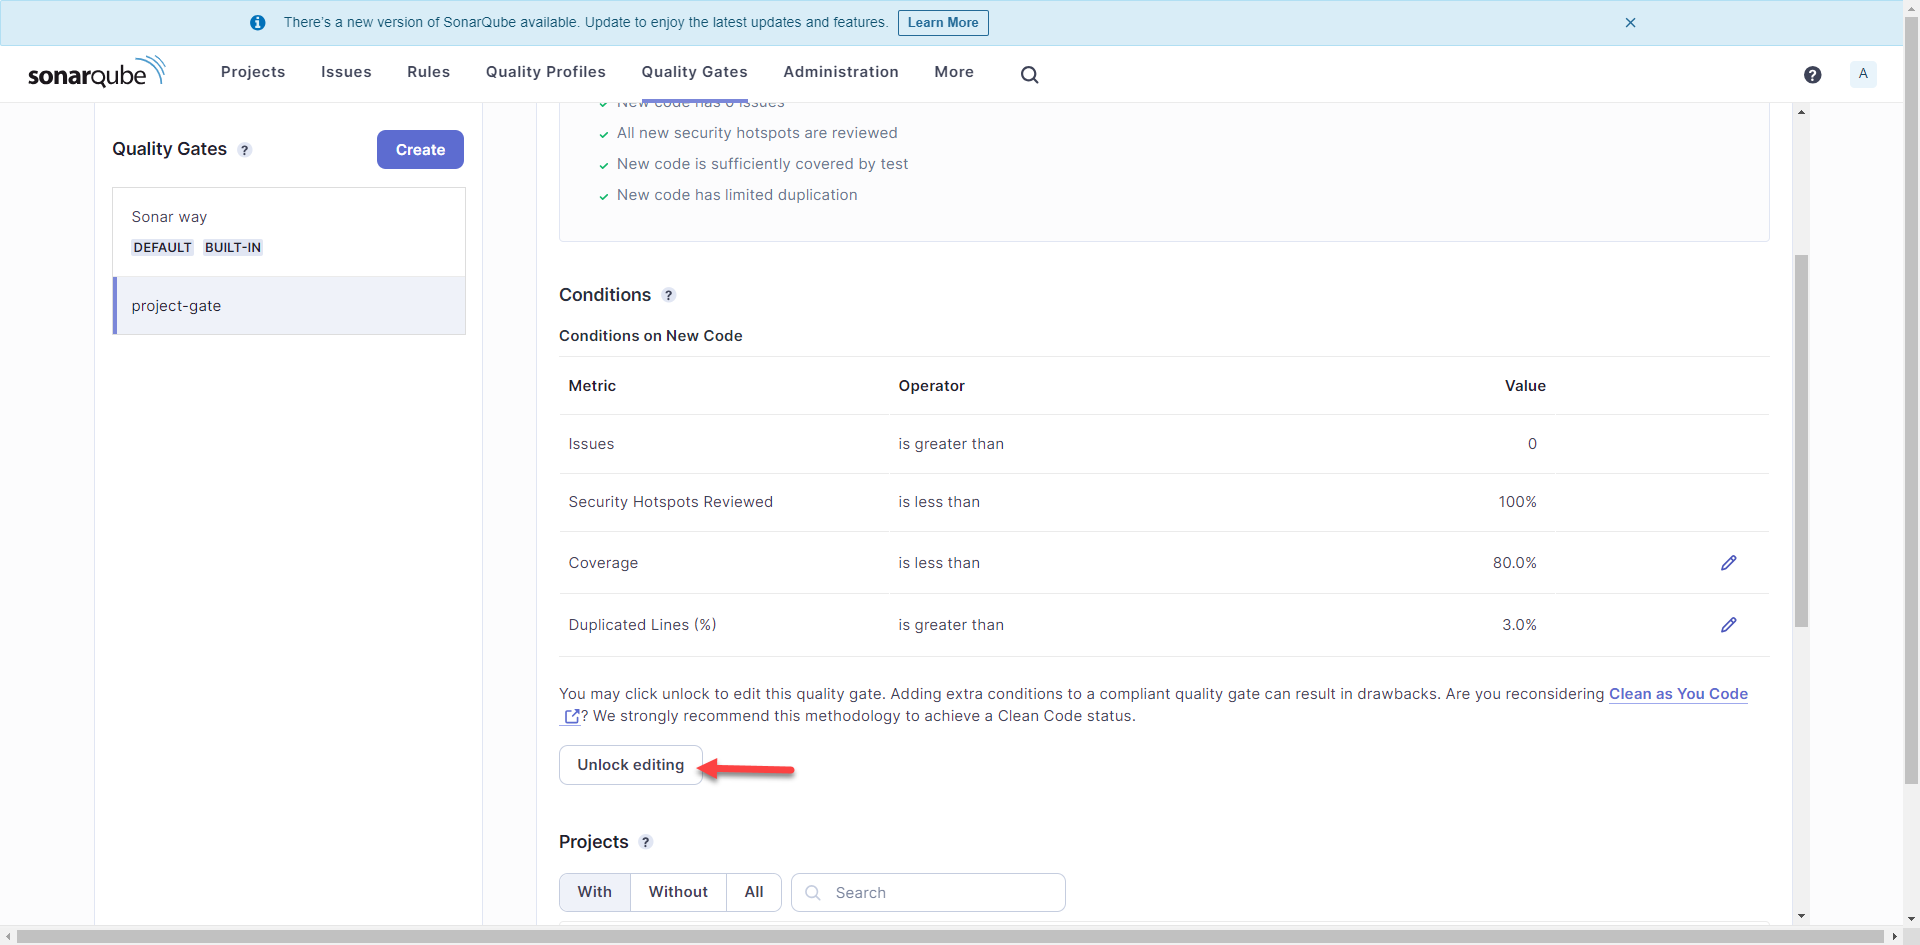 There's a new version of SonarQube available. Update to enjoy the latest updates and features. Learn More
sonarqube Projects Issues Rules Quality Profiles Quality Gates Administration More ? A
Quality Gates ? Create
Sonar way
DEFAULT BUILT-IN
project-gate
New code has 0 issues
All new security hotspots are reviewed
New code is sufficiently covered by test
New code has limited duplication
Conditions ?
Conditions on New Code
Metric Operator Value
Issues is greater than 0
Security Hotspots Reviewed is less than 100%
Coverage is less than 80.0%
Duplicated Lines (%) is greater than 3.0%
You may click unlock to edit this quality gate. Adding extra conditions to a compliant quality gate can result in drawbacks. Are you reconsidering Clean as You Code
? We strongly recommend this methodology to achieve a Clean Code status.
Unlock editing
Projects ?
With Without All Search